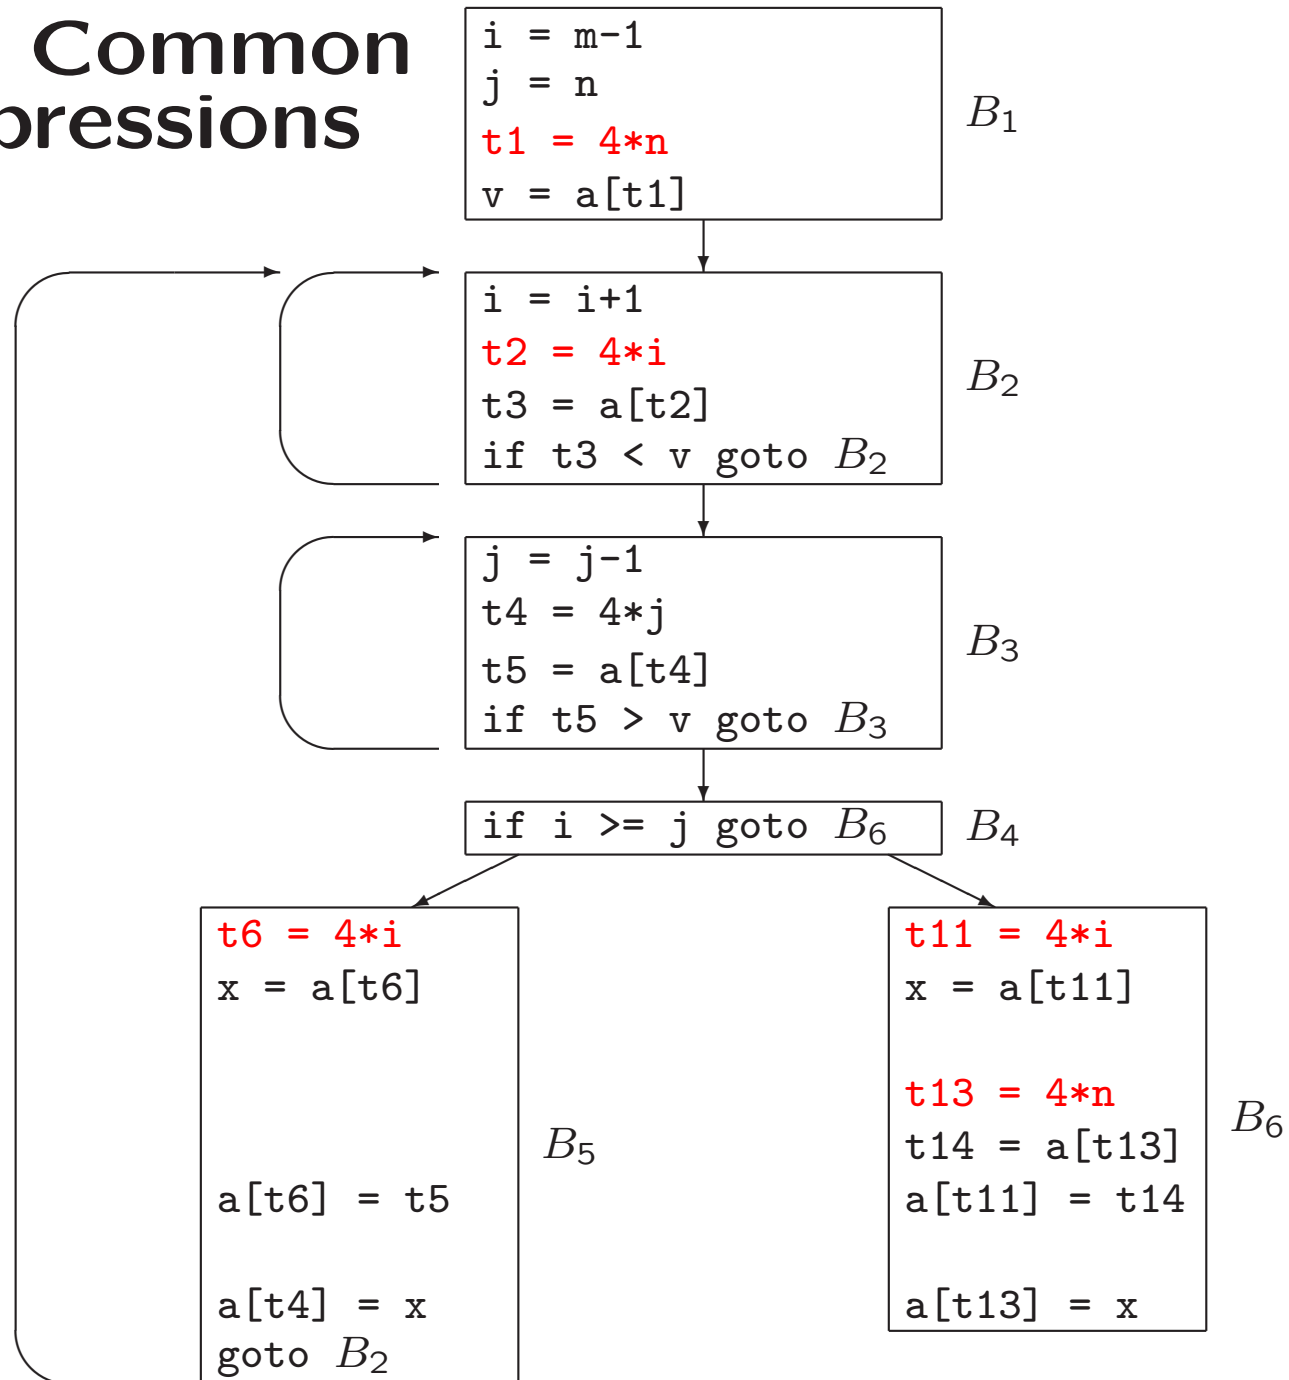 Common
pressions
i = m-1
j = n
t1 = 4*n
v = a[t1]
B1
i = i+1
t2 = 4*i
t3 = a[t2]
if t3 < v goto B2
B2
j = j-1
t4 = 4*j
t5 = a[t4]
if t5 > v goto B3
B3
if i >= j goto B6
B4
t6 = 4*i
x = a[t6]
a[t6] = t5
a[t4] = x
goto B2
B5
t11 = 4*i
x = a[t11]
t13 = 4*n
t14 = a[t13]
a[t11] = t14
a[t13] = x
B6